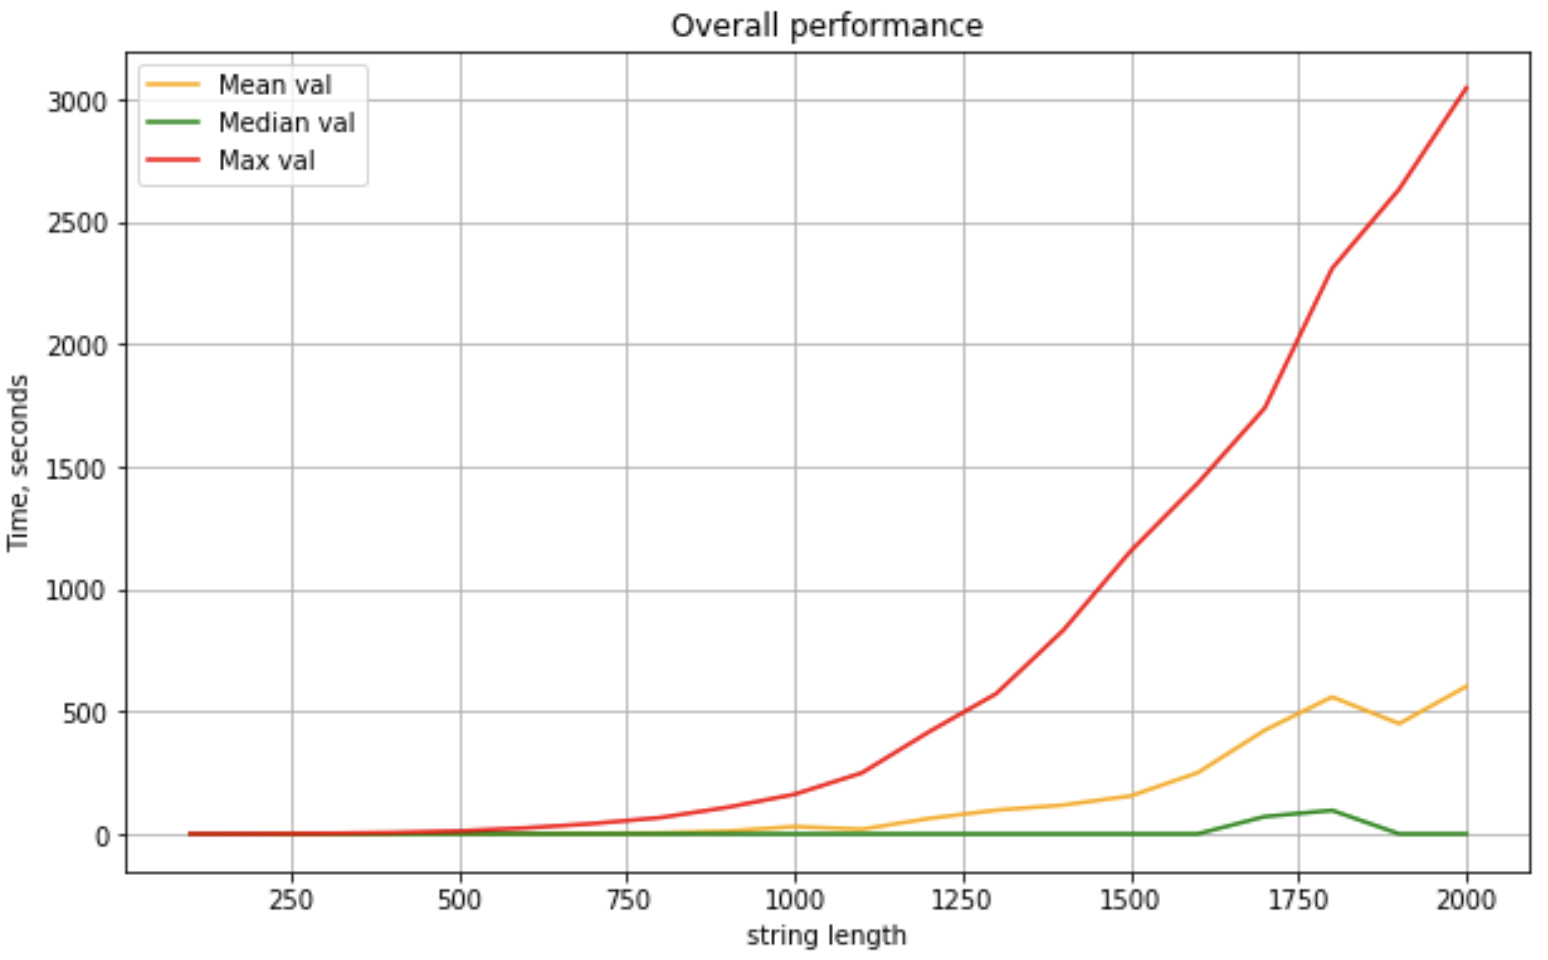 Overall performance
Mean val
Median val
Max val
3000
2500
2000
1500
1000
500
0
Time, seconds
250 500 750 1000 1250 1500 1750 2000
string length